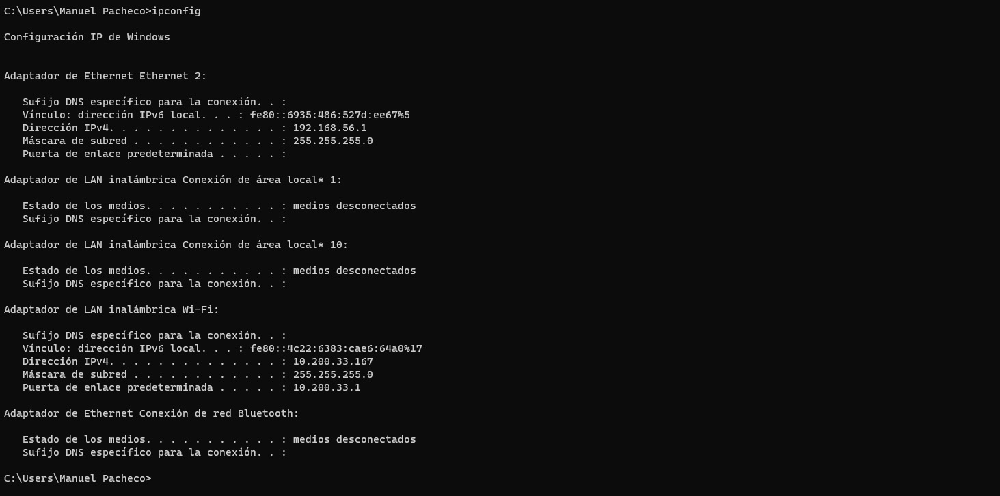 C:\Users\Manuel Pacheco>ipconfig
Configuración IP de Windows
Adaptador de Ethernet Ethernet 2:
Sufijo DNS específico para la conexión. . :
Vínculo: dirección IPv6 local. . . : fe80::6935:486:527d:ee67%5
Dirección IPv4. . . . . . . . . . . . . . : 192.168.56.1
Máscara de subred . . . . . . . . . . . . : 255.255.255.0
Puerta de enlace predeterminada . . . . . :
Adaptador de LAN inalámbrica Conexión de área local* 1:
Estado de los medios. . . . . . . . . . . : medios desconectados
Sufijo DNS específico para la conexión. . :
Adaptador de LAN inalámbrica Conexión de área local* 10:
Estado de los medios. . . . . . . . . . . : medios desconectados
Sufijo DNS específico para la conexión. . :
Adaptador de LAN inalámbrica Wi-Fi:
Sufijo DNS específico para la conexión. . :
Vínculo: dirección IPv6 local. . . : fe80::4c22:6383:cae6:64a0%17
Dirección IPv4. . . . . . . . . . . . . . : 10.200.33.167
Máscara de subred . . . . . . . . . . . . : 255.255.255.0
Puerta de enlace predeterminada . . . . . : 10.200.33.1
Adaptador de Ethernet Conexión de red Bluetooth:
Estado de los medios. . . . . . . . . . . : medios desconectados
Sufijo DNS específico para la conexión. . :
C:\Users\Manuel Pacheco>